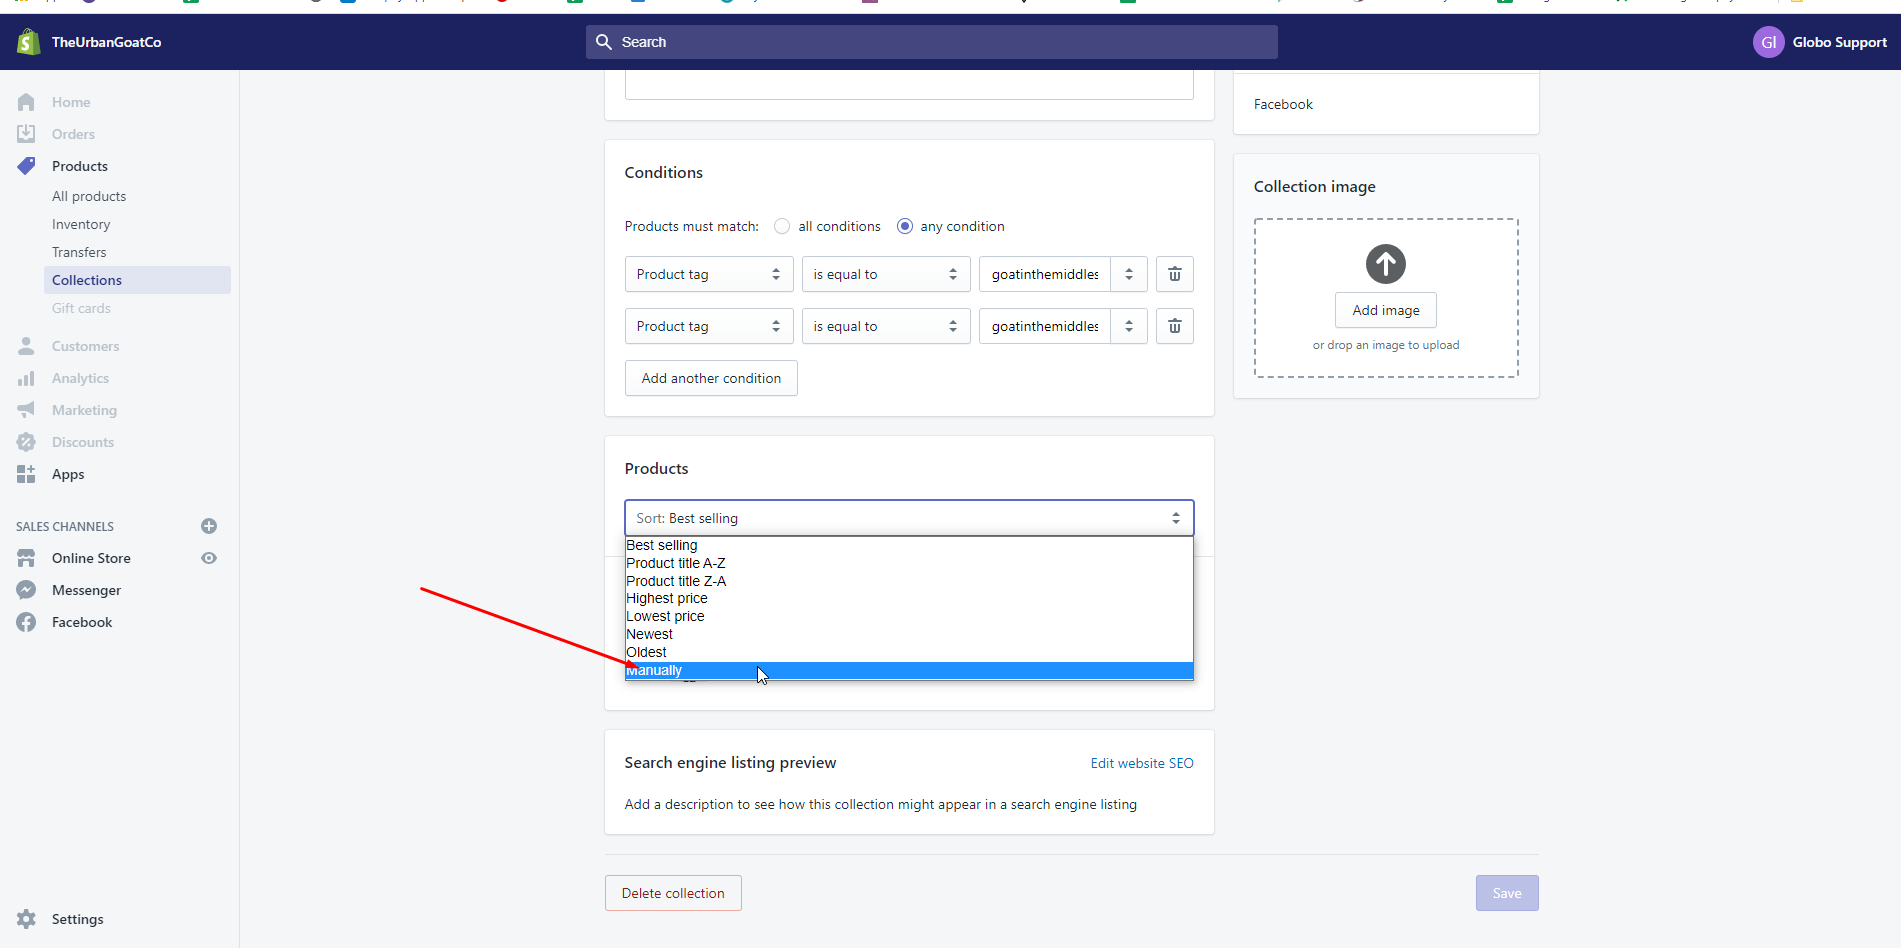 TheUrbanGoatCo
Search
Gl Globo Support
Home
Orders
Products
All products
Inventory
Transfers
Collections
Gift cards
Customers
Analytics
Marketing
Discounts
Apps
SALES CHANNELS
Online Store
Messenger
Facebook
Settings
Conditions
Products must match: all conditions any condition
Product tag is equal to goatinthemiddles
Product tag is equal to goatinthemiddles
Add another condition
Products
Sort: Best selling
Best selling
Product title A-Z
Product title Z-A
Highest price
Lowest price
Newest
Oldest
Manually
Search engine listing preview
Edit website SEO
Add a description to see how this collection might appear in a search engine listing
Delete collection
Save
Facebook
Collection image
Add image
or drop an image to upload